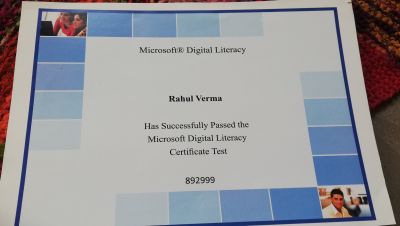 Microsoft® Digital Literacy
Rahul Verma
Has Successfully Passed the
Microsoft Digital Literacy
Certificate Test
892999